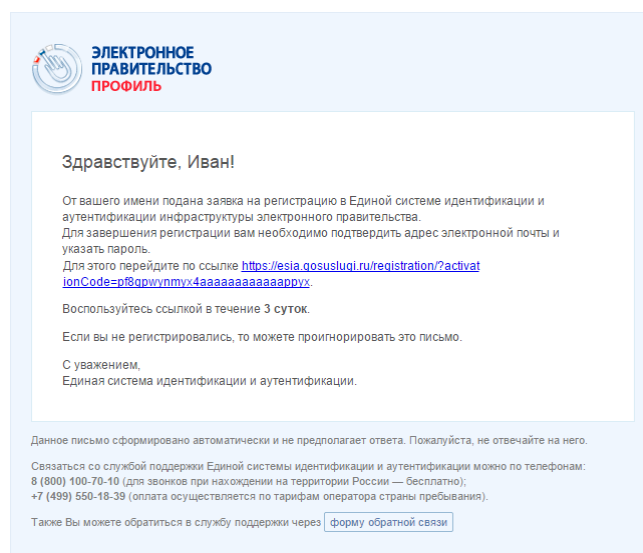 ЭЛЕКТРОННОЕ
ПРАВИТЕЛЬСТВО
ПРОФИЛЬ
Здравствуйте, Иван!
От вашего имени подана заявка на регистрацию в Единой системе идентификации и
аутентификации инфраструктуры электронного правительства.
Для завершения регистрации вам необходимо подтвердить адрес электронной почты и
указать пароль.
Для этого перейдите по ссылке https://esia.gosuslugi.ru/registration/?activat
ionCode=pf8gpwynmyx4aaaaaaaaaaappyx.
Воспользуйтесь ссылкой в течение 3 суток.
Если вы не регистрировались, то можете проигнорировать это письмо.
С уважением,
Единая система идентификации и аутентификации.
Данное письмо сформировано автоматически и не предполагает ответа. Пожалуйста, не отвечайте на него.
Связаться со службой поддержки Единой системы идентификации и аутентификации можно по телефонам:
8 (800) 100-70-10 (для звонков при нахождении на территории России — бесплатно);
+7 (499) 550-18-39 (оплата осуществляется по тарифам оператора страны пребывания).
Также Вы можете обратиться в службу поддержки через форму обратной связи